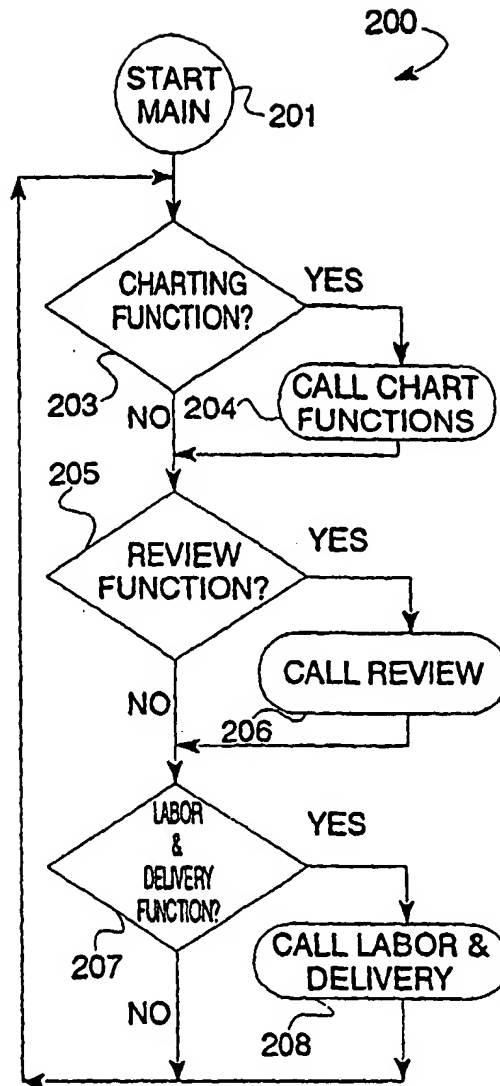 200
START
MAIN
201
CHARTING
FUNCTION?
YES
203
NO
204
CALL CHART
FUNCTIONS
205
REVIEW
FUNCTION?
YES
CALL REVIEW
NO
206
LABOR
&
DELIVERY
FUNCTION?
YES
207
CALL LABOR &
DELIVERY
NO
208